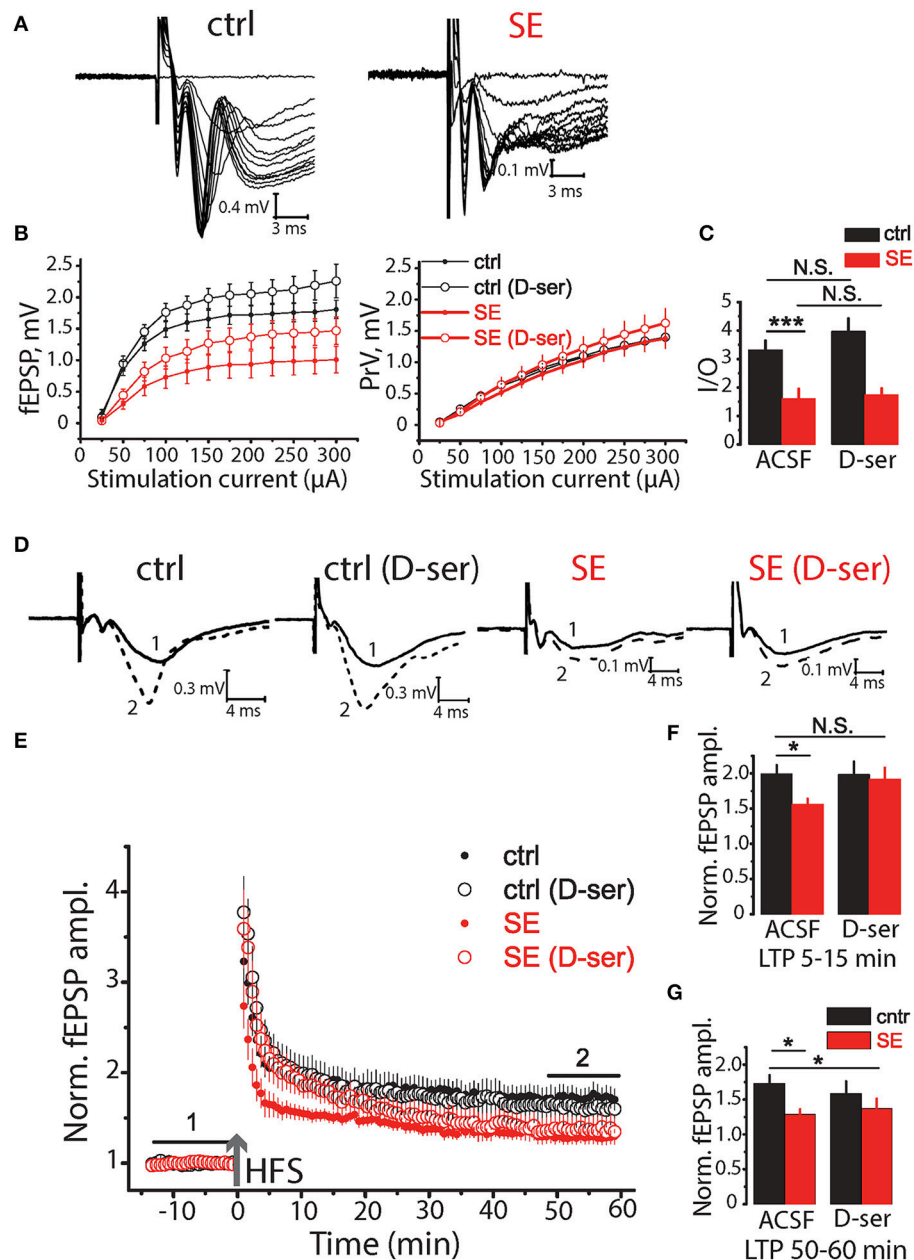 A
ctrl
SE
0.4 mV
3 ms
0.1 mV
3 ms
B
fEPSP, mV
2.5
2.0
1.5
1.0
0.5
0
0 50 100 150 200 250 300
Stimulation current (µA)
PrV, mV
2.5
2.0
1.5
1.0
0.5
0
ctrl
ctrl (D-ser)
SE
SE (D-ser)
0 50 100 150 200 250 300
Stimulation current (µA)
C
ctrl
SE
N.S.
N.S.
***
I/O
5
4
3
2
1
0
ACSF D-ser
D
ctrl
ctrl (D-ser)
SE
SE (D-ser)
1
2
0.3 mV
4 ms
1
2
0.3 mV
4 ms
1
2
0.1 mV
4 ms
1
2
0.1 mV
4 ms
E
Norm. fEPSP ampl.
4
3
2
1
ctrl
ctrl (D-ser)
SE
SE (D-ser)
1
2
HFS
-10 0 10 20 30 40 50 60
Time (min)
F
N.S.
*
Norm. fEPSP ampl.
2.0
1.5
1.0
0.5
0
ACSF D-ser
LTP 5-15 min
G
cntr
SE
*
*
Norm. fEPSP ampl.
1.5
1.0
0.5
0
ACSF D-ser
LTP 50-60 min